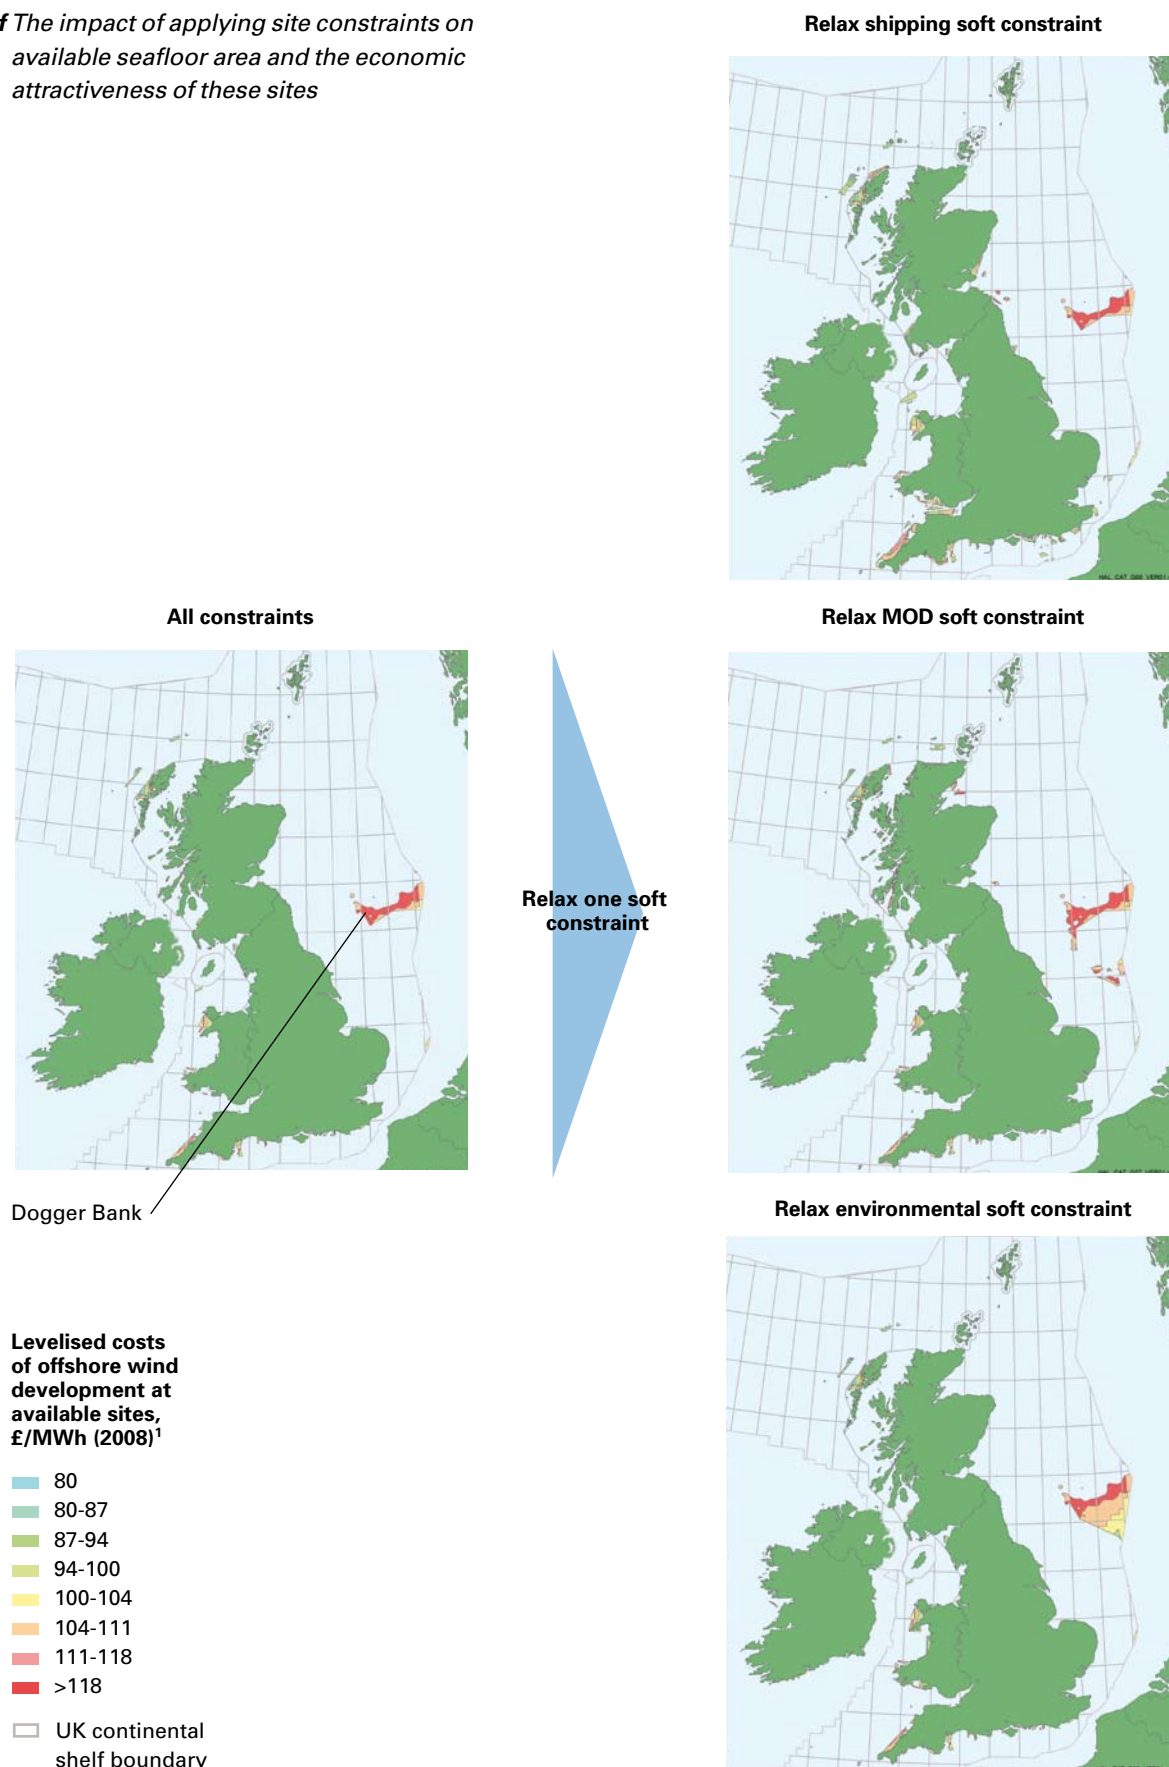 f The impact of applying site constraints on
available seafloor area and the economic
attractiveness of these sites
Relax shipping soft constraint
All constraints
Relax MOD soft constraint
Relax one soft
constraint
Dogger Bank
Relax environmental soft constraint
Levelised costs
of offshore wind
development at
available sites,
£/MWh (2008)1
80
80-87
87-94
94-100
100-104
104-111
111-118
>118
UK continental
shelf boundary